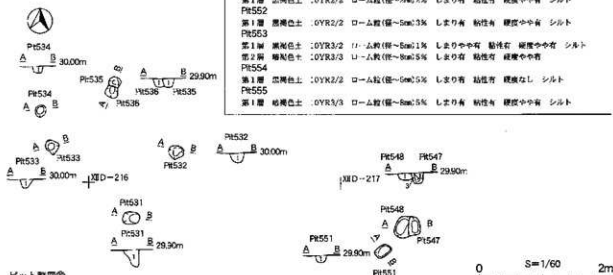 Pit552
第1層 黒褐色土 10YR2/2 ローム粒(径~5mm)3% しまり有 粘性有 硬度やや有 シルト
Pit553
第1層 黒褐色土 10YR3/2 ローム粒(径~5mm)1% しまりやや有 粘性有 硬度やや有 シルト
第2層 暗褐色土 10YR3/3 ローム粒(径~5mm)5% しまり有 粘性有 硬度やや有
Pit554
第1層 黒褐色土 10YR2/2 ローム粒(径~5mm)5% しまり有 粘性有 硬度なし シルト
Pit555
第1層 暗褐色土 10YR3/3 ローム粒(径~8mm)5% しまり有 粘性有 硬度やや有 シルト
Pit534
A B 30.00m
Pit535 B
A Pit536
A B 29.90m
Pit536 Pit535
Pit534
A B
A B
Pit533
Pit533
A B 30.00m
XIID-216
A B
Pit532
Pit532
A B 30.00m
XIID-217
Pit548 Pit547
A B 29.90m
Pit531
A B
Pit531
A B 29.90m
Pit548
A B
Pit547
Pit551
A B 29.90m
A B
Pit551
0 S=1/60 2m